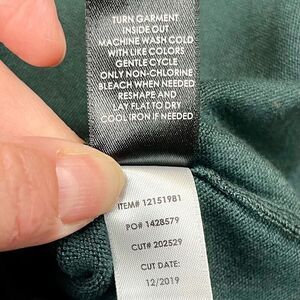 TURN GARMENT
INSIDE OUT
MACHINE WASH COLD
WITH LIKE COLORS
GENTLE CYCLE
ONLY NON-CHLORINE
BLEACH WHEN NEEDED
RESHAPE AND
LAY FLAT TO DRY
COOL IRON IF NEEDED
ITEM# 12151981
PO# 1428579
CUT# 202529
CUT DATE:
12/2019